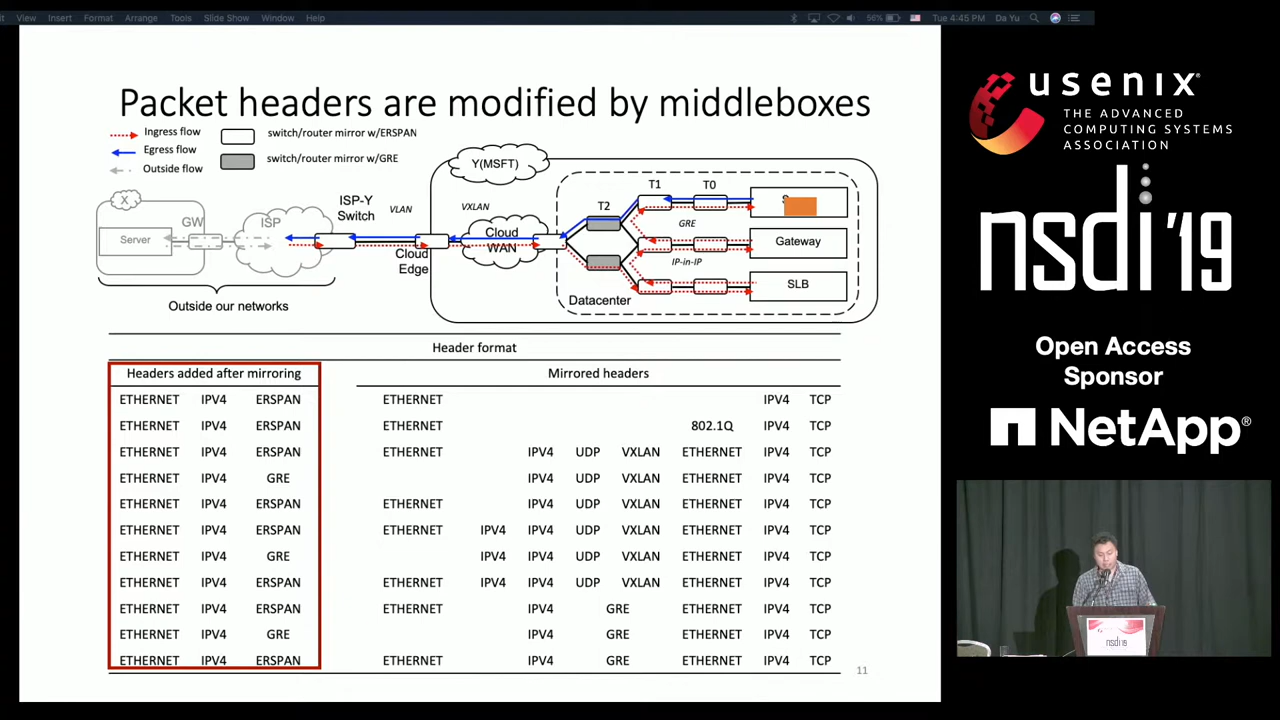 View Insert Format Arrange Tools Slide Show Window Help 56% Tue 4:45 PM Da Yu
Packet headers are modified by middleboxes
Ingress flow
switch/router mirror w/ERSPAN
Egress flow
switch/router mirror w/GRE
Outside flow
Y(MSFT)
X
ISP-Y
Switch
VLAN
VXLAN
T1 T0
T2
GW
ISP
Server
Cloud
WAN
Cloud
Edge
GRE
IP-in-IP
Gateway
SLB
Datacenter
Outside our networks
Header format
Headers added after mirroring Mirrored headers
ETHERNET IPV4 ERSPAN ETHERNET IPV4 TCP
ETHERNET IPV4 ERSPAN ETHERNET 802.1Q IPV4 TCP
ETHERNET IPV4 ERSPAN ETHERNET IPV4 UDP VXLAN ETHERNET IPV4 TCP
ETHERNET IPV4 GRE IPV4 UDP VXLAN ETHERNET IPV4 TCP
ETHERNET IPV4 ERSPAN ETHERNET IPV4 UDP VXLAN ETHERNET IPV4 TCP
ETHERNET IPV4 ERSPAN ETHERNET IPV4 IPV4 UDP VXLAN ETHERNET IPV4 TCP
ETHERNET IPV4 GRE IPV4 IPV4 UDP VXLAN ETHERNET IPV4 TCP
ETHERNET IPV4 ERSPAN ETHERNET IPV4 IPV4 UDP VXLAN ETHERNET IPV4 TCP
ETHERNET IPV4 ERSPAN ETHERNET IPV4 GRE ETHERNET IPV4 TCP
ETHERNET IPV4 GRE IPV4 GRE ETHERNET IPV4 TCP
ETHERNET IPV4 ERSPAN ETHERNET IPV4 GRE ETHERNET IPV4 TCP
11
usenix®
THE ADVANCED
COMPUTING SYSTEMS
ASSOCIATION
nsdi '19
Open Access
Sponsor
NetApp®
nsdi'19